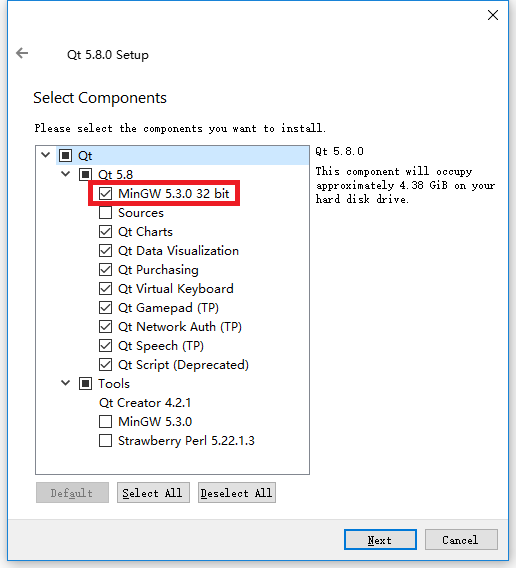 Qt 5.8.0 Setup
Select Components
Please select the components you want to install.
Qt
Qt 5.8
MinGW 5.3.0 32 bit
Sources
Qt Charts
Qt Data Visualization
Qt Purchasing
Qt Virtual Keyboard
Qt Gamepad (TP)
Qt Network Auth (TP)
Qt Speech (TP)
Qt Script (Deprecated)
Tools
Qt Creator 4.2.1
MinGW 5.3.0
Strawberry Perl 5.22.1.3
Qt 5.8.0
This component will occupy
approximately 4.38 GiB on your
hard disk drive.
Default
Select All
Deselect All
Next
Cancel